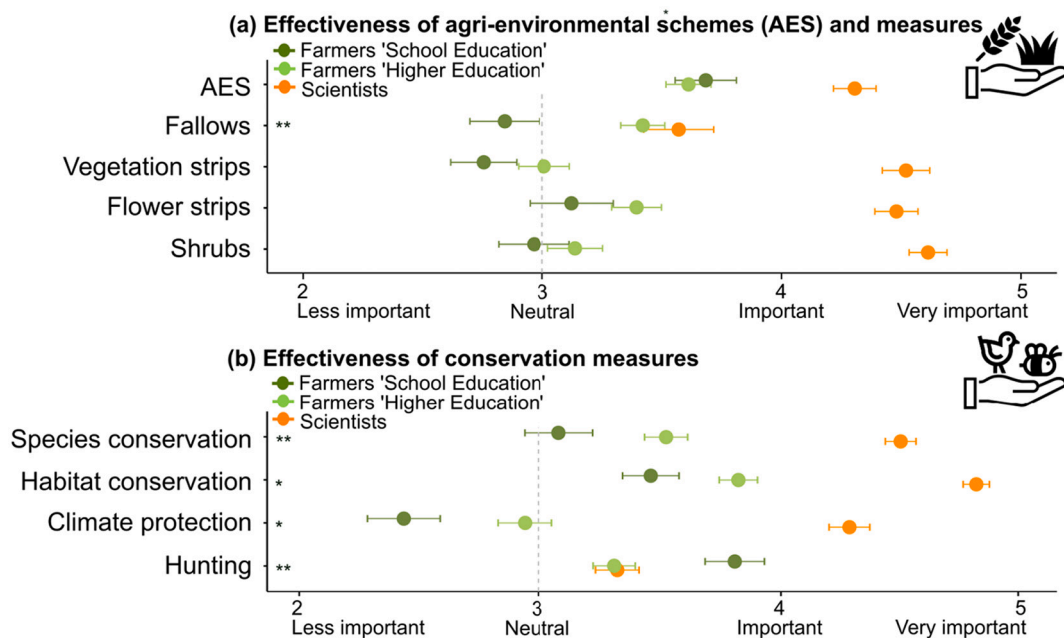 (a) Effectiveness of agri-environmental schemes (AES) and measures
*
Farmers 'School Education'
Farmers 'Higher Education'
Scientists
AES
Fallows **
Vegetation strips
Flower strips
Shrubs
2 3 4 5
Less important Neutral Important Very important
(b) Effectiveness of conservation measures
Farmers 'School Education'
Farmers 'Higher Education'
Scientists
Species conservation **
Habitat conservation *
Climate protection *
Hunting **
2 3 4 5
Less important Neutral Important Very important